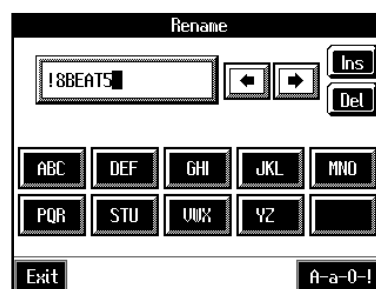 Rename
!8BEAT5
Ins
Del
ABC DEF GHI JKL MNO
PQR STU VWX YZ
Exit A-a-0-!